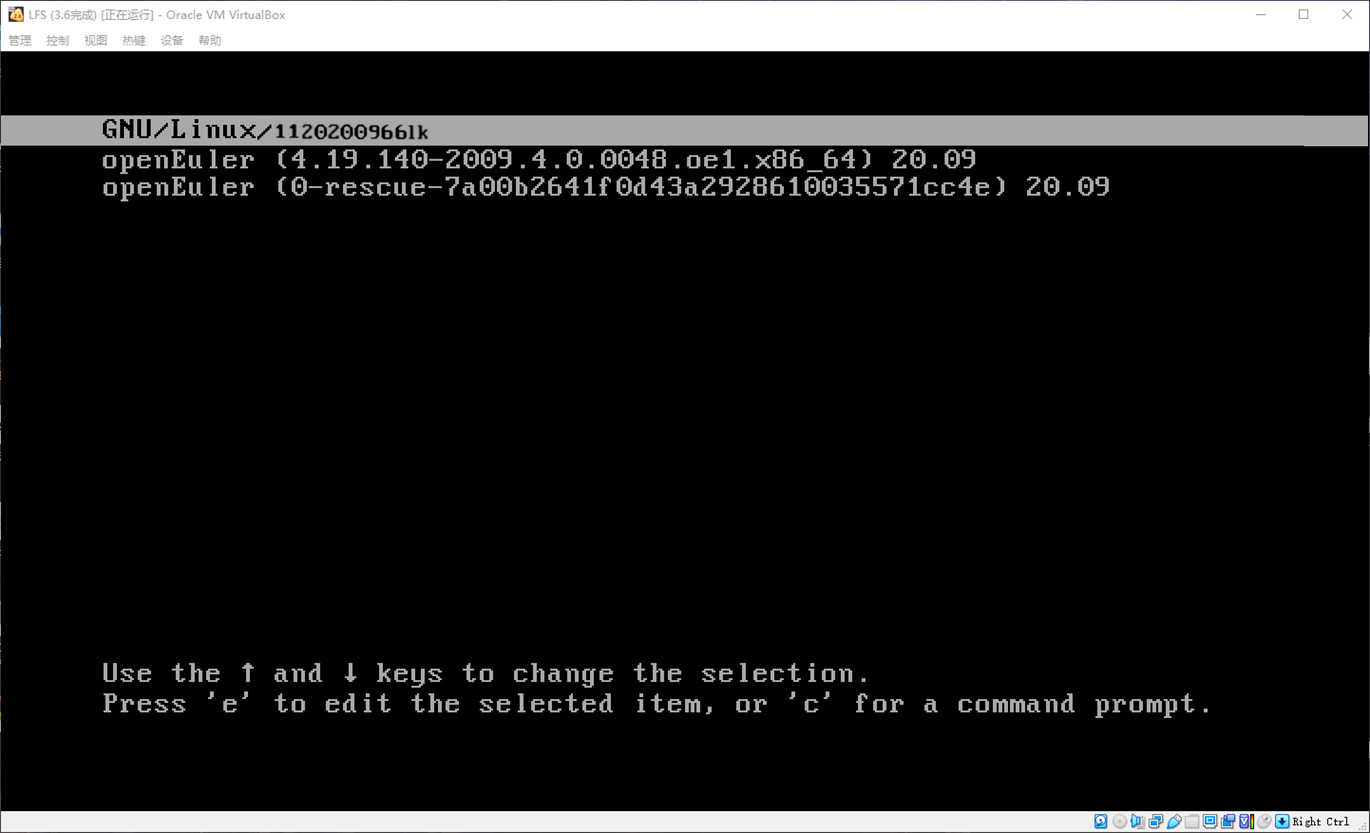 LFS (3.6完成) [正在运行] - Oracle VM VirtualBox
管理 控制 视图 热键 设备 帮助
GNU/Linux/1120200966lk
openEuler (4.19.140-2009.4.0.0048.oe1.x86_64) 20.09
openEuler (0-rescue-7a00b2641f0d43a2928610035571cc4e) 20.09
Use the ↑ and ↓ keys to change the selection.
Press 'e' to edit the selected item, or 'c' for a command prompt.
Right Ctrl